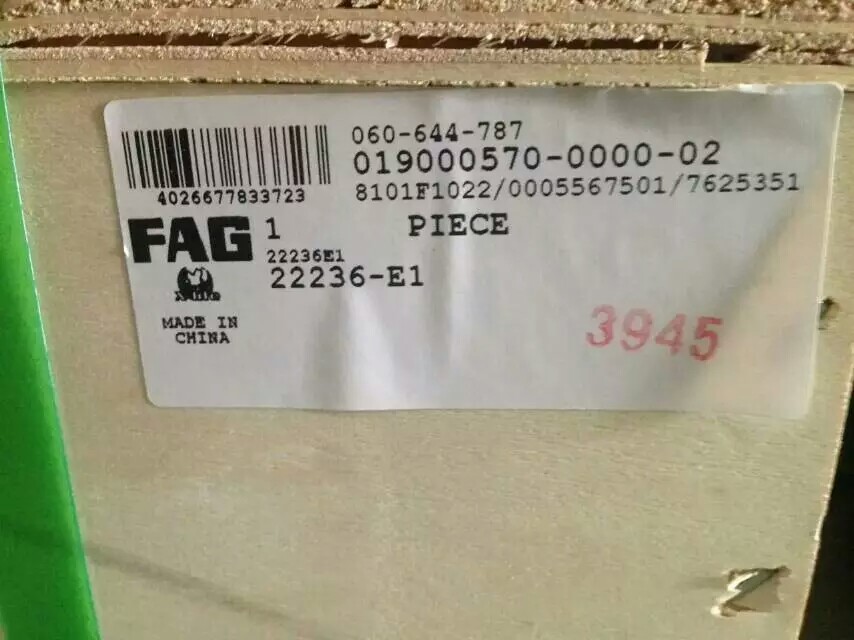 060-644-787
019000570-0000-02
4026677833723
8101F1022/0005567501/7625351
FAG
1 PIECE
22236E1
22236-E1
MADE IN
CHINA
3945